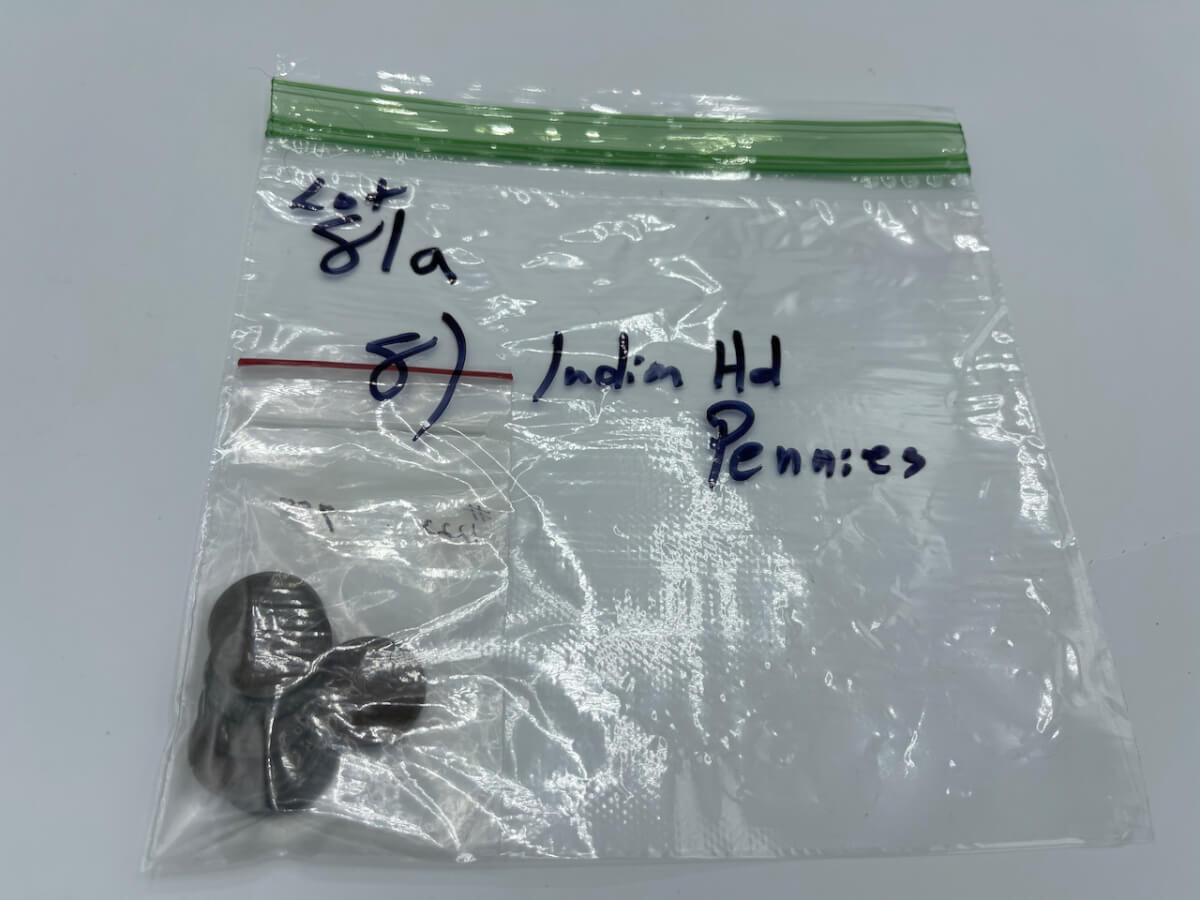 Lot
81a
8) Indian Hd
Pennies